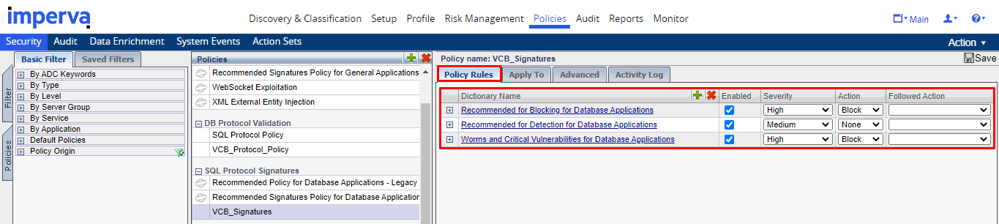 imperva
Discovery & Classification Setup Profile Risk Management Policies Audit Reports Monitor
Main
Security Audit Data Enrichment System Events Action Sets
Action
Filter
Policies
Basic Filter Saved Filters
By ADC Keywords
By Type
By Level
By Server Group
By Service
By Application
Default Policies
Policy Origin
Policies
Recommended Signatures Policy for General Applications
WebSocket Exploitation
XML External Entity Injection
DB Protocol Validation
SQL Protocol Policy
VCB_Protocol_Policy
SQL Protocol Signatures
Recommended Policy for Database Applications - Legacy
Recommended Signatures Policy for Database Application
VCB_Signatures
Policy name: VCB_Signatures
Save
Policy Rules Apply To Advanced Activity Log
Dictionary Name Enabled Severity Action Followed Action
Recommended for Blocking for Database Applications High Block
Recommended for Detection for Database Applications Medium None
Worms and Critical Vulnerabilities for Database Applications High Block